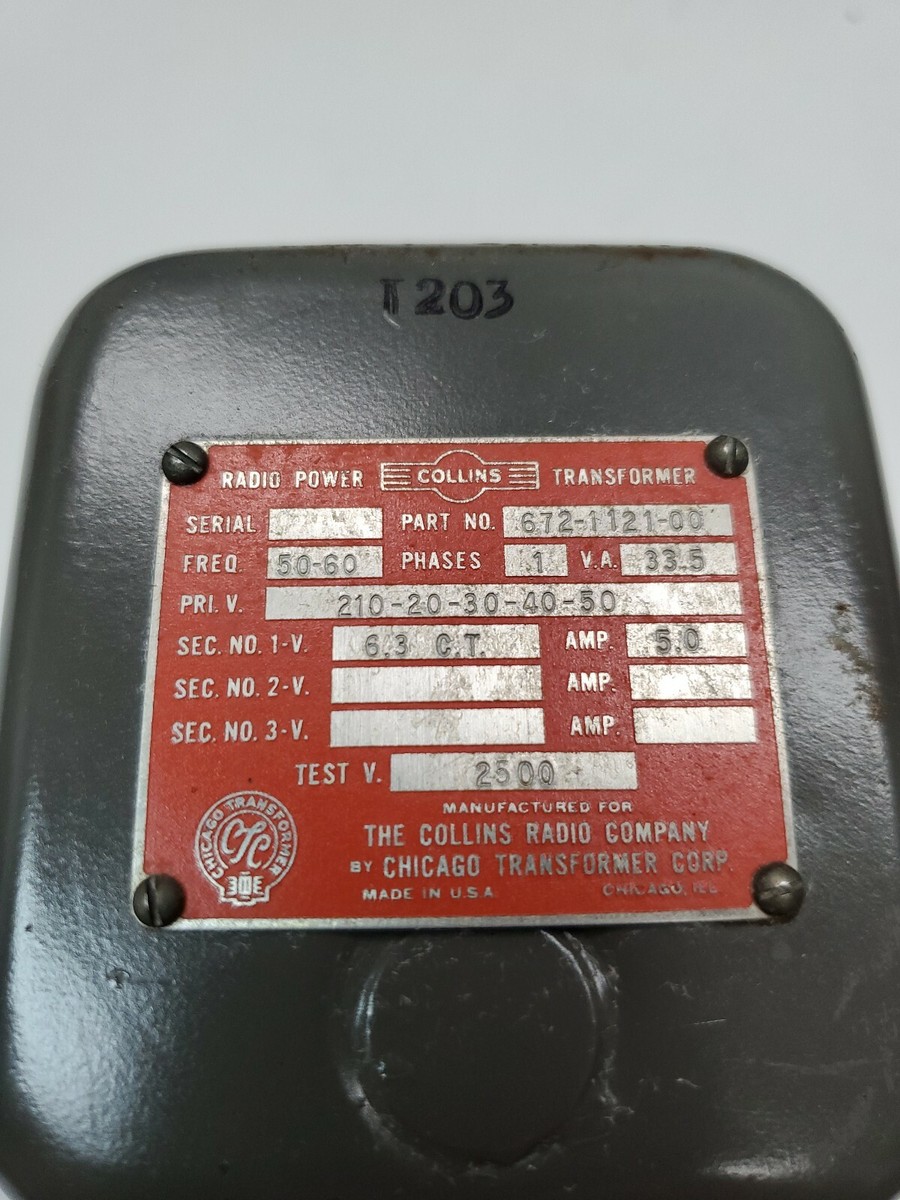 T 203
RADIO POWER COLLINS TRANSFORMER
SERIAL PART NO. 672-1121-00
FREQ. 50-60 PHASES 1 V.A. 33.5
PRI. V. 210-20-30-40-50
SEC. NO. 1-V. 6.3 C.T. AMP. 5.0
SEC. NO. 2-V. AMP.
SEC. NO. 3-V. AMP.
TEST V. 2500
MANUFACTURED FOR
THE COLLINS RADIO COMPANY
BY CHICAGO TRANSFORMER CORP.
MADE IN U.S.A. CHICAGO, ILL.
CHICAGO TRANSFORMER
CTC